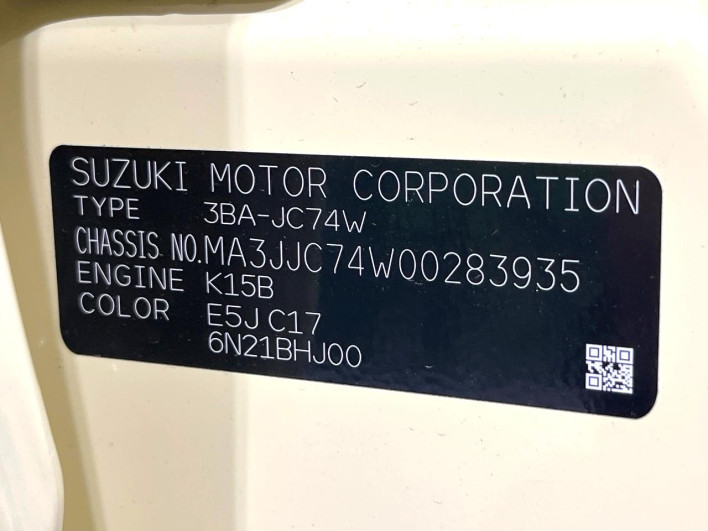 SUZUKI MOTOR CORPORATION
TYPE 3BA-JC74W
CHASSIS NO. MA3JJC74W00283935
ENGINE K15B
COLOR E5J C17
6N21BHJ00